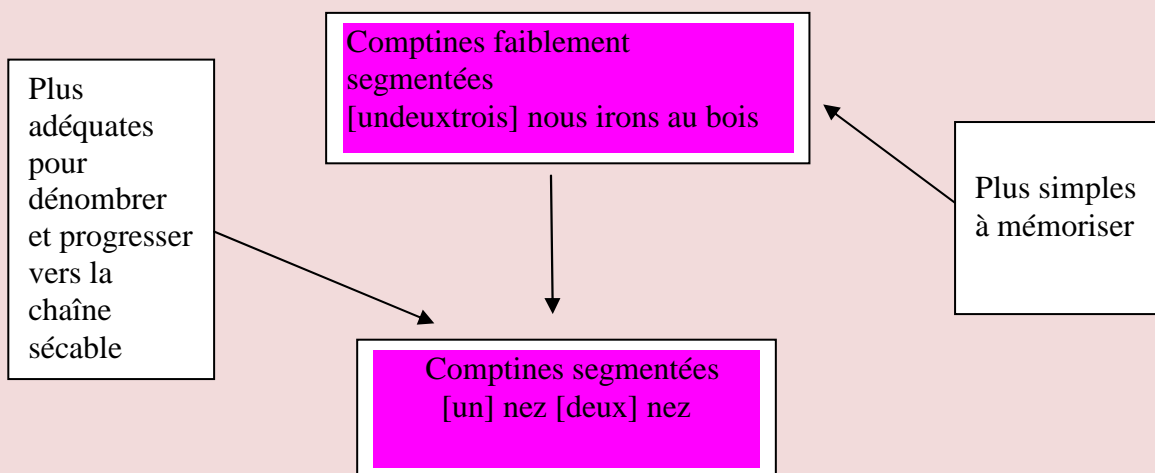 Comptines faiblement
segmentées
[undeuxtrois] nous irons au bois
Plus
adéquates
pour
dénombrer
et progresser
vers la
chaîne
sécable
Plus simples
à mémoriser
Comptines segmentées
[un] nez [deux] nez